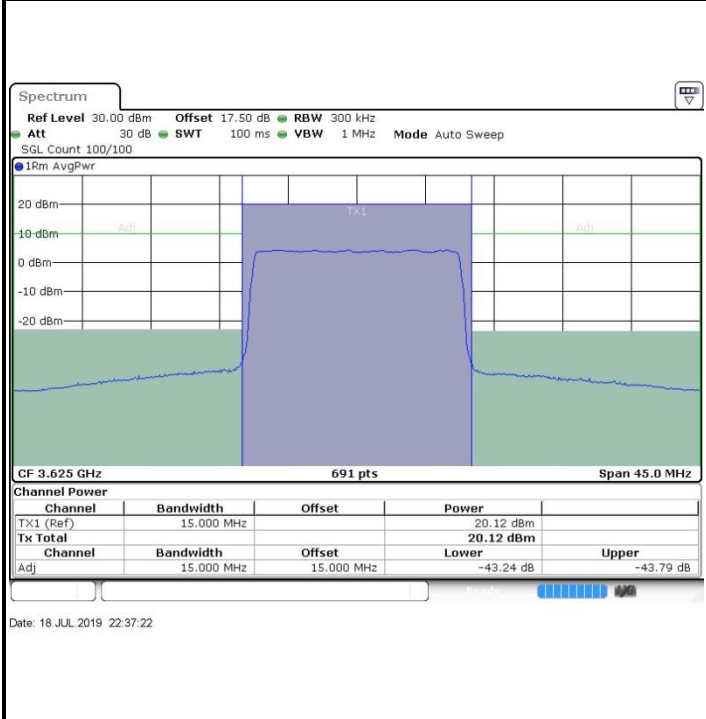 Spectrum
Ref Level 30.00 dBm Offset 17.50 dB RBW 300 kHz
Att 30 dB SWT 100 ms VBW 1 MHz Mode Auto Sweep
SGL Count 100/100
1Rm AvgPwr
TX1
20 dBm
Adj Adj
10 dBm
0 dBm
-10 dBm
-20 dBm
CF 3.625 GHz 691 pts Span 45.0 MHz
Channel Power
Channel Bandwidth Offset Power
TX1 (Ref) 15.000 MHz 20.12 dBm
Tx Total 20.12 dBm
Channel Bandwidth Offset Lower Upper
Adj 15.000 MHz 15.000 MHz -43.24 dB -43.79 dB
Ready
Date: 18.JUL.2019 22:37:22